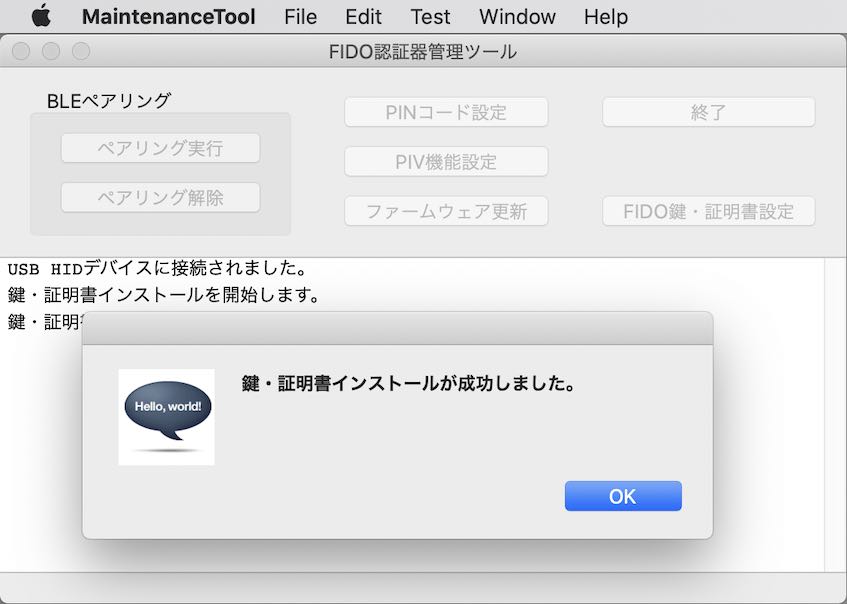 MaintenanceTool File Edit Test Window Help
FIDO認証器管理ツール
BLEペアリング
ペアリング実行
ペアリング解除
PINコード設定
PIV機能設定
ファームウェア更新
終了
FIDO鍵・証明書設定
USB HIDデバイスに接続されました。
鍵・証明書インストールを開始します。
鍵・証明
Hello, world!
鍵・証明書インストールが成功しました。
OK